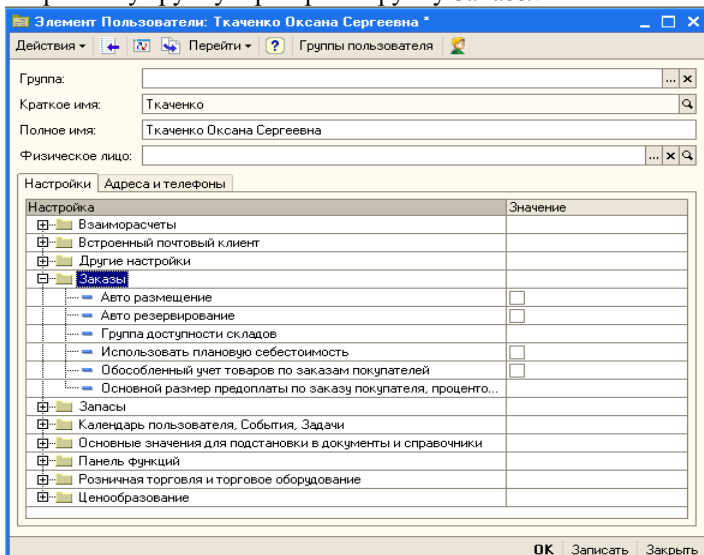 Элемент Пользователи: Ткаченко Оксана Сергеевна *
Действия Перейти ? Группы пользователя
Группа: ... x
Краткое имя: Ткаченко
Полное имя: Ткаченко Оксана Сергеевна
Физическое лицо: ... x
Настройки Адреса и телефоны
Настройка Значение
Взаиморасчеты
Встроенный почтовый клиент
Другие настройки
Заказы
Авто размещение
Авто резервирование
Группа доступности складов
Использовать плановую себестоимость
Обособленный учет товаров по заказам покупателей
Основной размер предоплаты по заказу покупателя, проценто...
Запасы
Календарь пользователя, События, Задачи
Основные значения для подстановки в документы и справочники
Панель функций
Розничная торговля и торговое оборудование
Ценообразование
OK Записать Закрыть